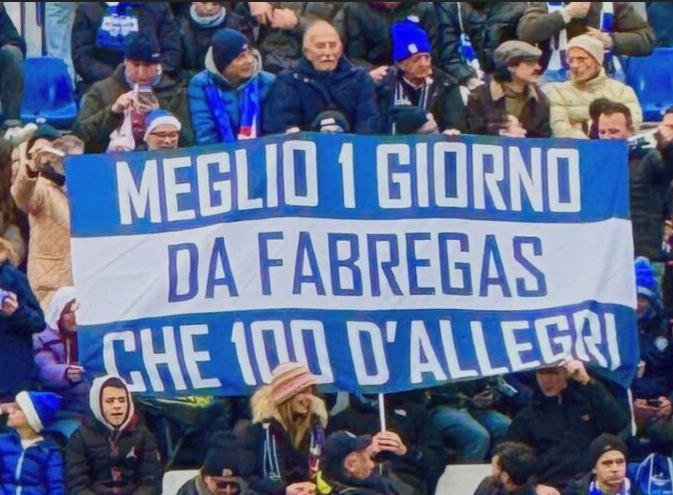 MEGLIO 1 GIORNO
DA FABREGAS
CHE 100 D'ALLEGRI